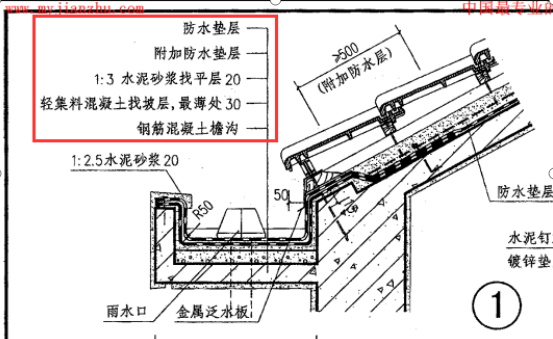 www.myjianzhu.com
中国最专业的
防水垫层
附加防水垫层
1:3 水泥砂浆找平层 20
轻集料混凝土找坡层,最薄处 30
钢筋混凝土檐沟
≥500
(附加防水层)
1:2.5水泥砂浆 20
R50
50
防水垫层
水泥钉
镀锌垫
雨水口
金属泛水板
1